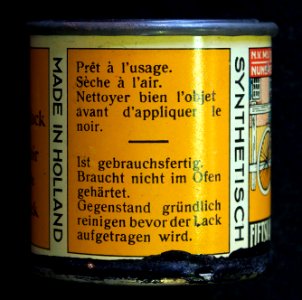 MADE IN HOLLAND
Prêt à l'usage.
Sèche à l'air.
Nettoyer bien l'objet
avant d'appliquer le
noir.
Ist gebrauchsfertig.
Braucht nicht im Ofen
gehärtet.
Gegenstand gründlich
reinigen bevor der Lack
aufgetragen wird.
SYNTHETISCH